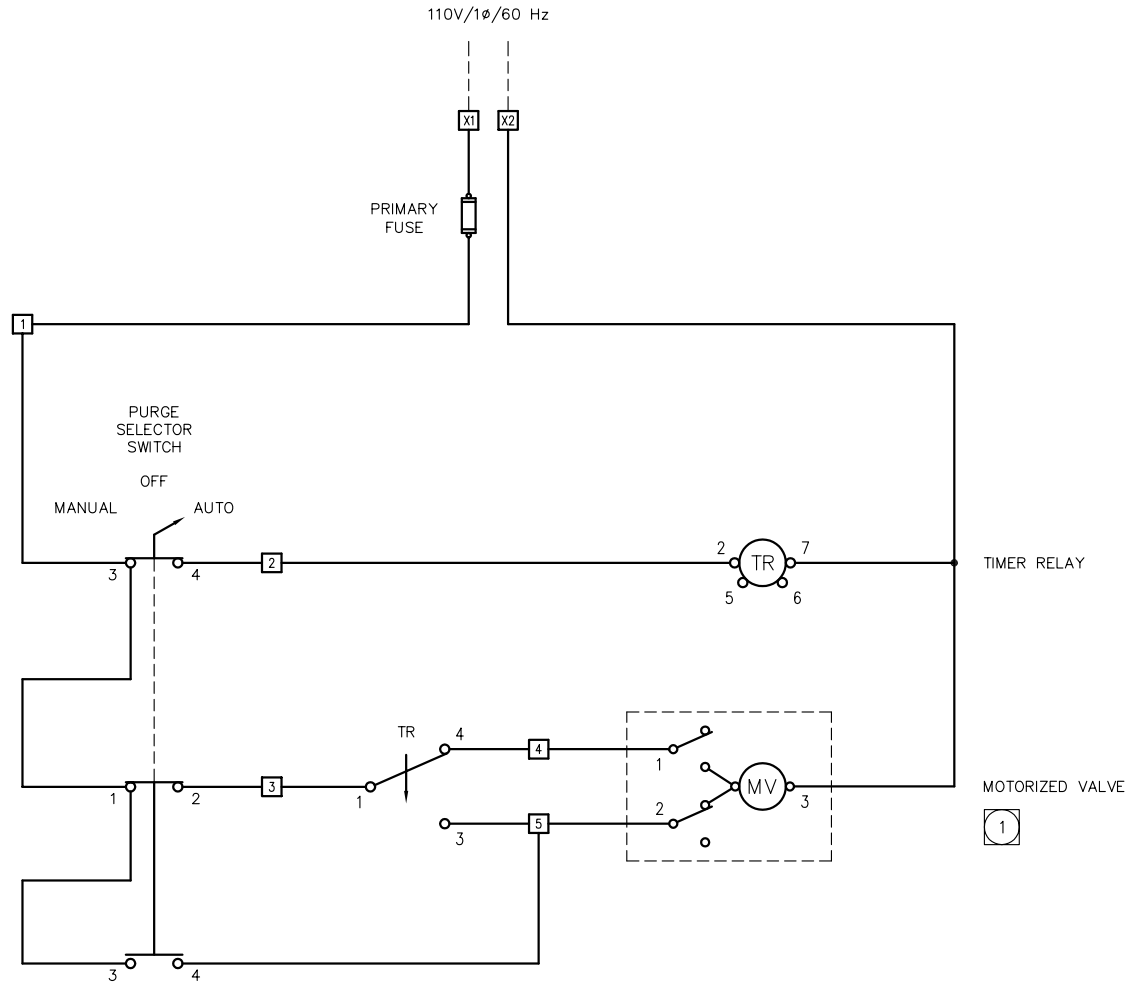 110V/1ø/60 Hz
X1 X2
PRIMARY
FUSE
1
PURGE
SELECTOR
SWITCH
OFF
MANUAL AUTO
3 4 2 2 TR 7 TIMER RELAY
5 6
TR 4 4 1
1 2 3 1 MV 3 MOTORIZED VALVE
3 5 2 1
3 4